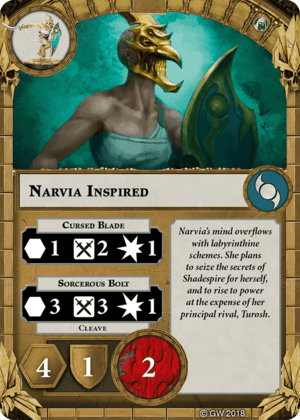 Narvia Inspired
Cursed Blade
1 2 1
Sorcerous Bolt
3 3 1
Cleave
Narvia's mind overflows
with labyrinthine
schemes. She plans
to seize the secrets of
Shadespire for herself,
and to rise to power
at the expense of her
principal rival, Turosh.
4 1 2
© GW 2018